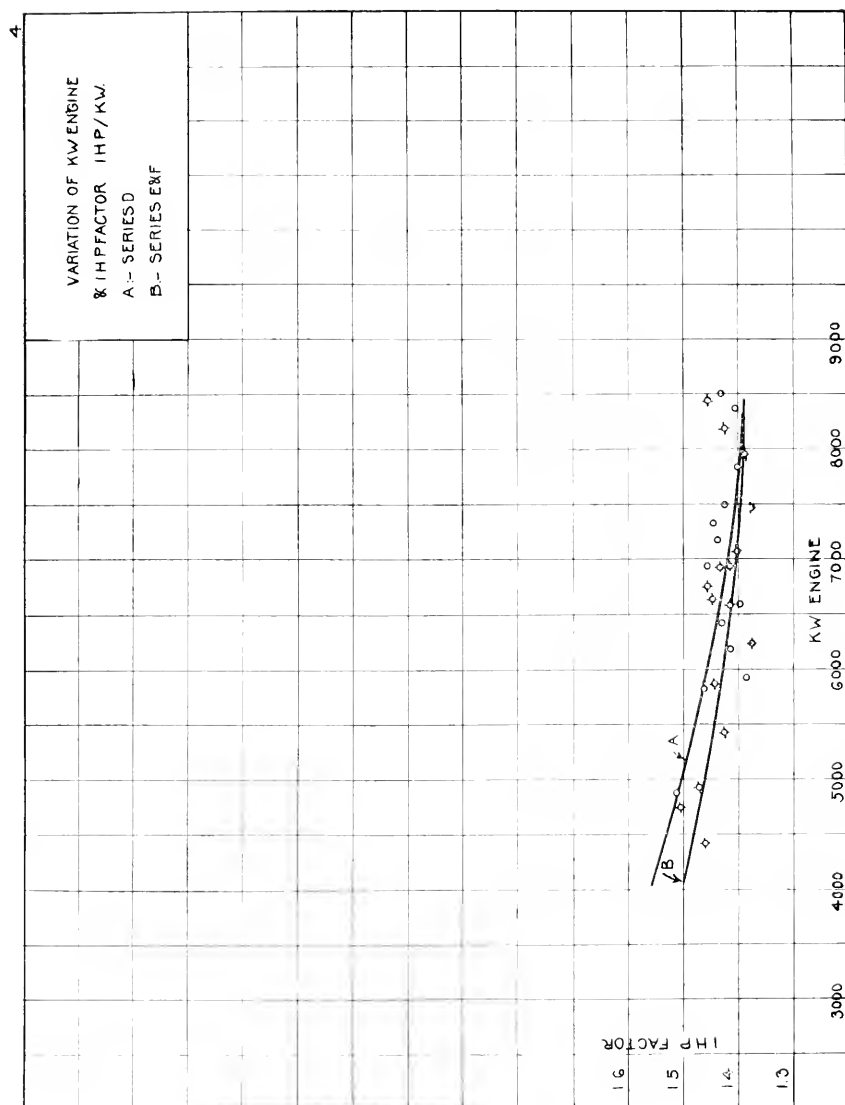 4
VARIATION OF KW ENGINE
& IHP FACTOR IHP/KW.
A:- SERIES D
B.- SERIES E&F
IHP FACTOR
1 6
1 5
1 4
1.3
A
B
3000
4000
5000
6000
7000
8000
9000
KW ENGINE